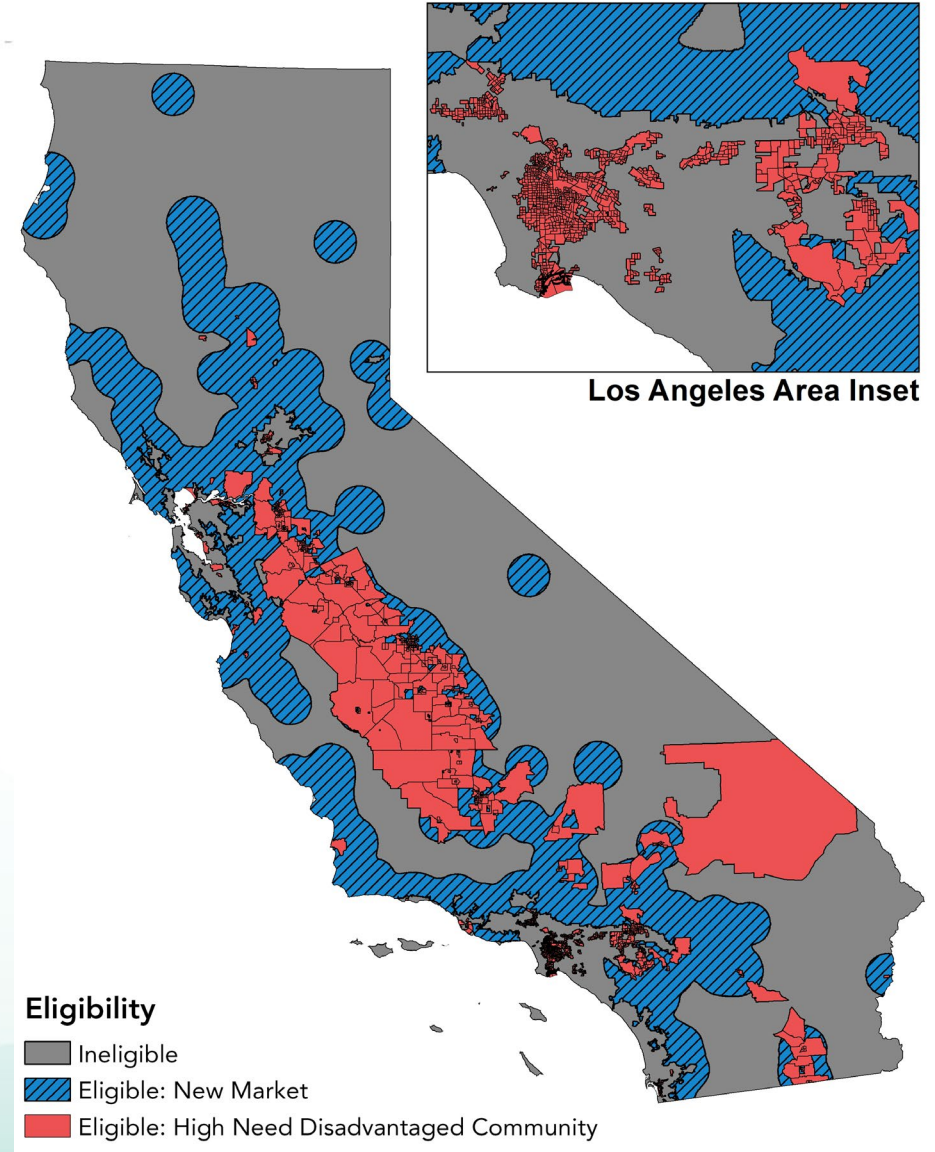 Los Angeles Area Inset
Eligibility
Ineligible
Eligible: New Market
Eligible: High Need Disadvantaged Community